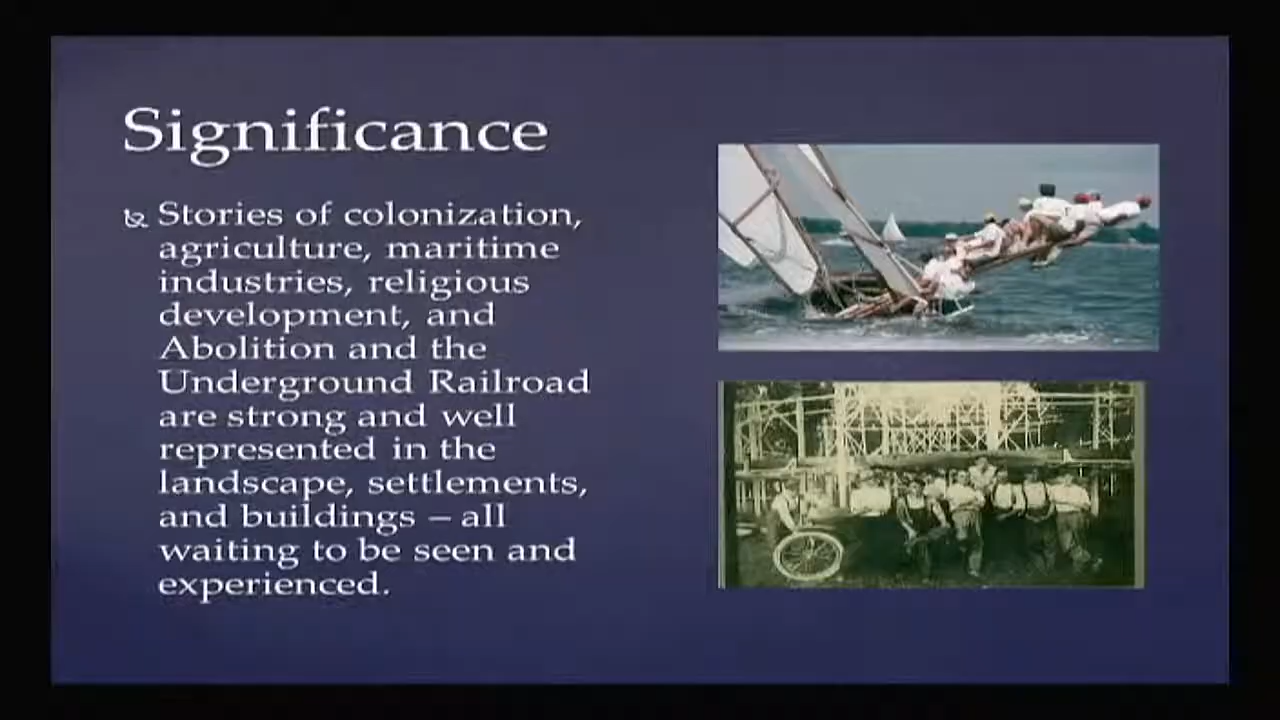 Significance
Stories of colonization,
agriculture, maritime
industries, religious
development, and
Abolition and the
Underground Railroad
are strong and well
represented in the
landscape, settlements,
and buildings – all
waiting to be seen and
experienced.